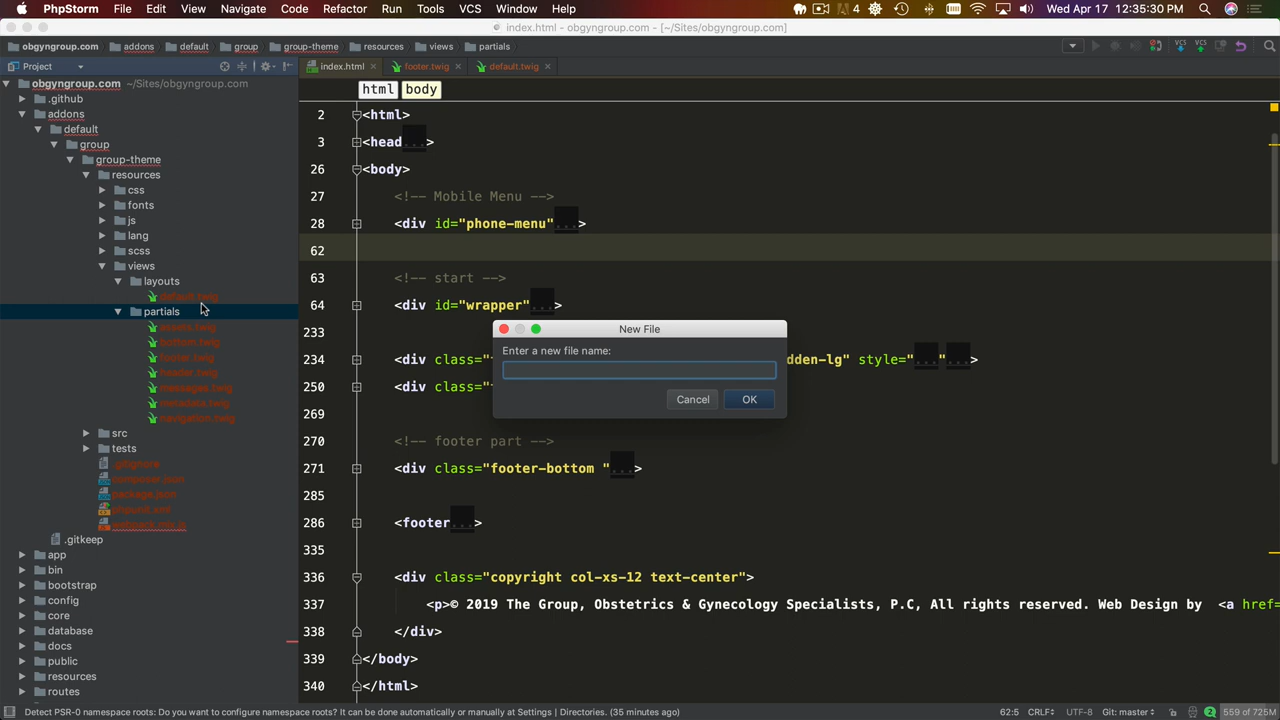 PhpStorm File Edit View Navigate Code Refactor Run Tools VCS Window Help 4 Wed Apr 17 12:35:30 PM
index.html - obgyngroup.com - [~/Sites/obgyngroup.com]
obgyngroup.com addons default group group-theme resources views partials
Project
index.html footer.twig default.twig
obgyngroup.com ~/Sites/obgyngroup.com
html body
.github
addons
2 <html>
default
3 <head...>
group
group-theme
26 <body>
resources
css
27 <!-- Mobile Menu -->
fonts
js
28 <div id="phone-menu"...>
lang
scss
62
views
63 <!-- start -->
layouts
default.twig
64 <div id="wrapper"...>
partials
assets.twig
233
New File
bottom.twig
Enter a new file name:
footer.twig
234 <div class= dden-lg" style="..."...>
header.twig
messages.twig
250 <div class=
Cancel OK
metadata.twig
269
navigation.twig
src
270 <!-- footer part -->
tests
.gitignore
271 <div class="footer-bottom "...>
composer.json
package.json
285
phpunit.xml
webpack.mix.js
286 <footer...>
.gitkeep
335
app
bin
336 <div class="copyright col-xs-12 text-center">
bootstrap
config
337 <p>© 2019 The Group, Obstetrics & Gynecology Specialists, P.C, All rights reserved. Web Design by <a href=
core
database
338 </div>
docs
public
339 </body>
resources
340 </html>
routes
Detect PSR-0 namespace roots: Do you want to configure namespace roots? It can be done automatically or manually at Settings | Directories. (35 minutes ago) 62:5 CRLF UTF-8 Git: master 2 559 of 725M